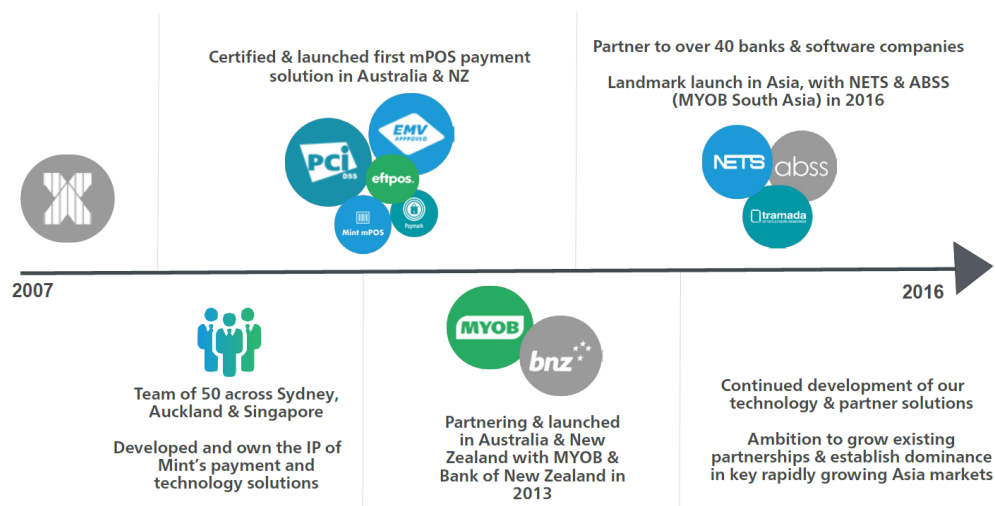 Certified & launched first mPOS payment
solution in Australia & NZ
EMV
APPROVED
PCi
DSS
eftpos.
Mint mPOS
Paymark
Partner to over 40 banks & software companies
Landmark launch in Asia, with NETS & ABSS
(MYOB South Asia) in 2016
NETS
abss
tramada
2007
2016
Team of 50 across Sydney,
Auckland & Singapore
Developed and own the IP of
Mint's payment and
technology solutions
MYOB
bnz
Partnering & launched
in Australia & New
Zealand with MYOB &
Bank of New Zealand in
2013
Continued development of our
technology & partner solutions
Ambition to grow existing
partnerships & establish dominance
in key rapidly growing Asia markets